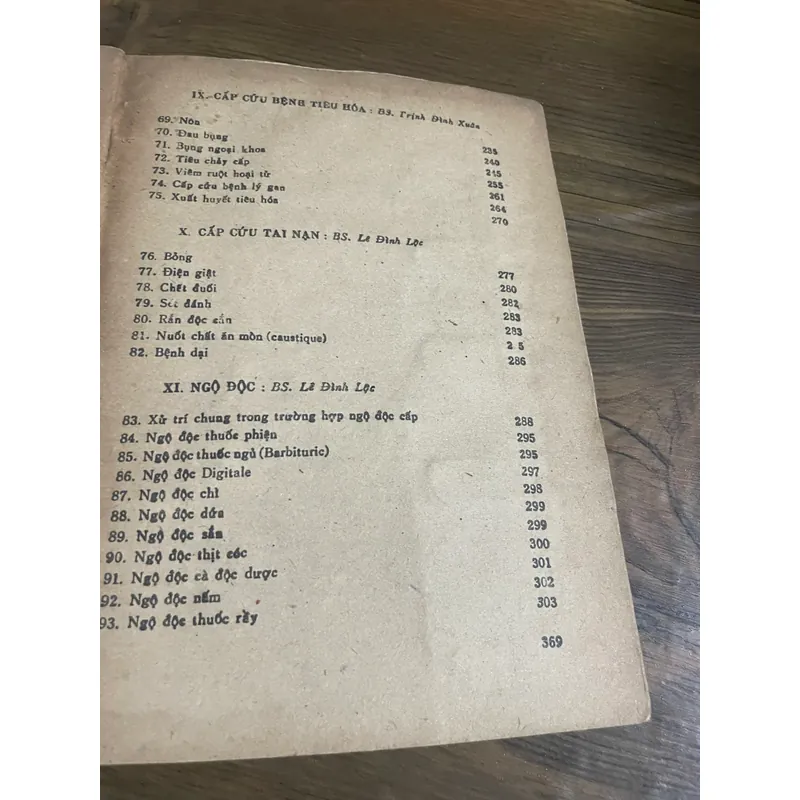 IX. CẤP CỨU BỆNH TIÊU HÓA : BS. Trịnh Đình Xuân
69. Nôn 235
70. Đau bụng 240
71. Bụng ngoại khoa 245
72. Tiêu chảy cấp 255
73. Viêm ruột hoại tử 261
74. Cấp cứu bệnh lý gan 264
75. Xuất huyết tiêu hóa 270
X. CẤP CỨU TAI NẠN : BS. Lê Đình Lộc
76. Bỏng 277
77. Điện giật 280
78. Chết đuối 282
79. Sét đánh 283
80. Rắn độc cắn 283
81. Nuốt chất ăn mòn (caustique) 2 5
82. Bệnh dại 286
XI. NGỘ ĐỘC : BS. Lê Đình Lộc
83. Xử trí chung trong trường hợp ngộ độc cấp 288
84. Ngộ độc thuốc phiện 295
85. Ngộ độc thuốc ngủ (Barbituric) 295
86. Ngộ độc Digitale 297
87. Ngộ độc chì 298
88. Ngộ độc dứa 299
89. Ngộ độc sắn 299
90. Ngộ độc thịt cóc 300
91. Ngộ độc cà độc dược 301
92. Ngộ độc nấm 302
93. Ngộ độc thuốc rầy 303
369